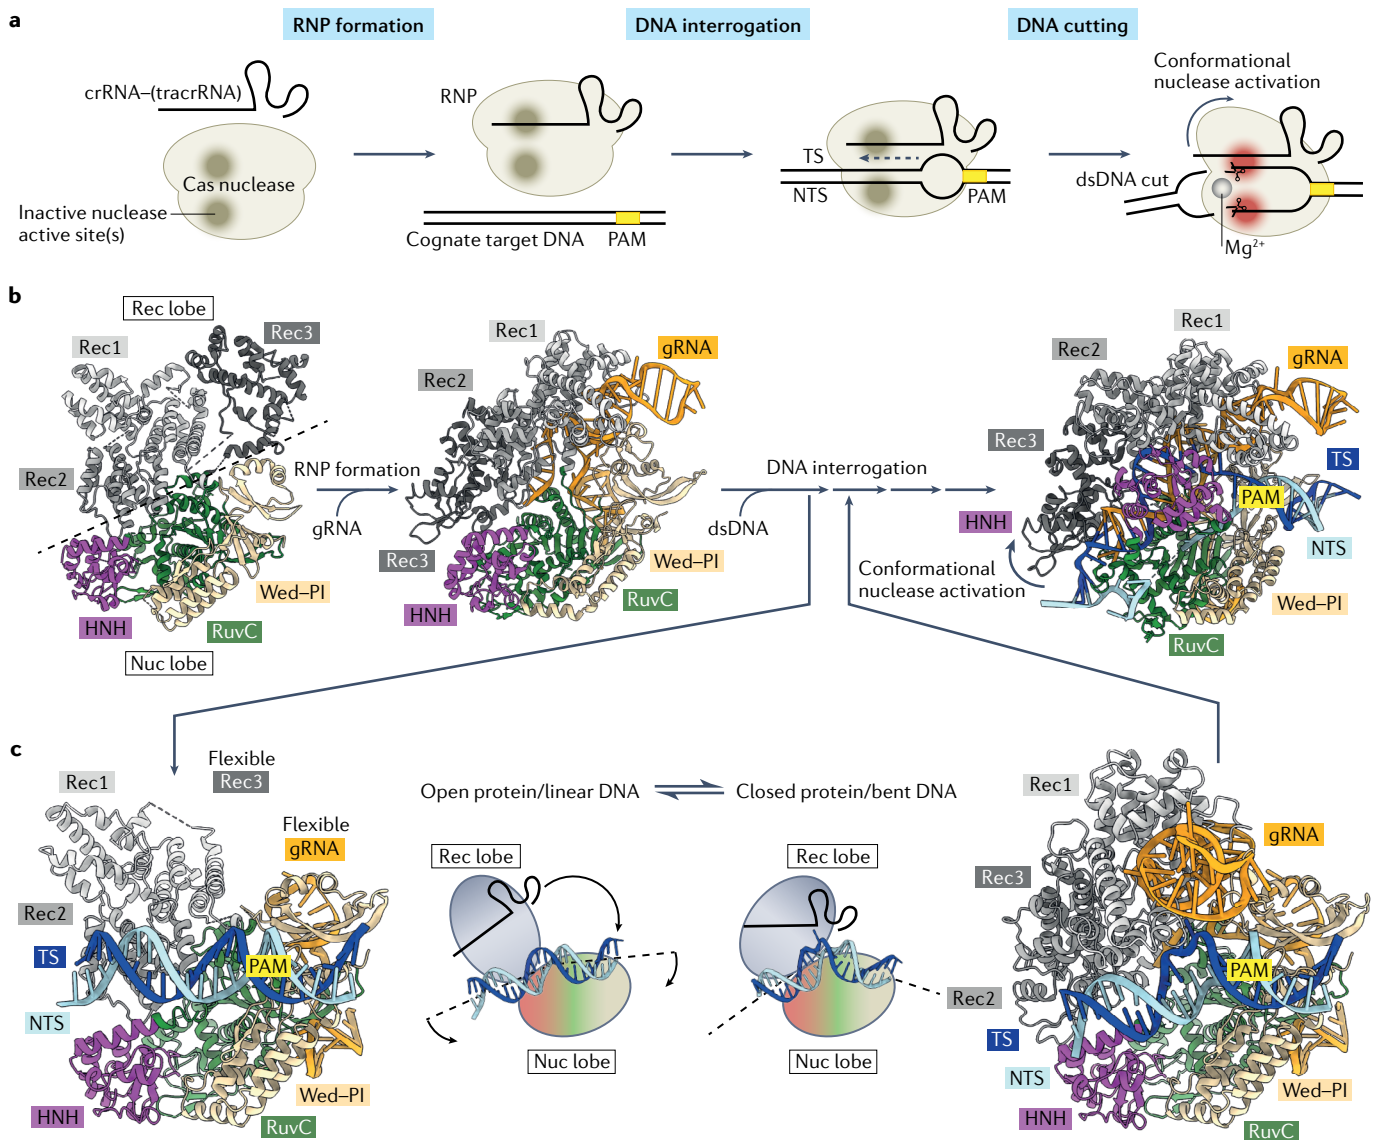 a
RNP formation
DNA interrogation
DNA cutting
crRNA–(tracrRNA)
Cas nuclease
Inactive nuclease
active site(s)
RNP
Cognate target DNA
PAM
TS
NTS
PAM
Conformational
nuclease activation
dsDNA cut
Mg²⁺
b
Rec lobe
Rec1
Rec3
Rec2
HNH
RuvC
Wed–PI
Nuc lobe
RNP formation
gRNA
Rec1
gRNA
Rec2
Rec3
HNH
RuvC
Wed–PI
DNA interrogation
dsDNA
Conformational
nuclease activation
Rec1
Rec2
gRNA
Rec3
TS
PAM
HNH
NTS
Wed–PI
RuvC
c
Rec1
Flexible
Rec3
Flexible
gRNA
Rec2
TS
PAM
NTS
HNH
Wed–PI
RuvC
Open protein/linear DNA
Closed protein/bent DNA
Rec lobe
Nuc lobe
Rec lobe
Nuc lobe
Rec1
gRNA
Rec3
PAM
Rec2
TS
NTS
HNH
Wed–PI
RuvC